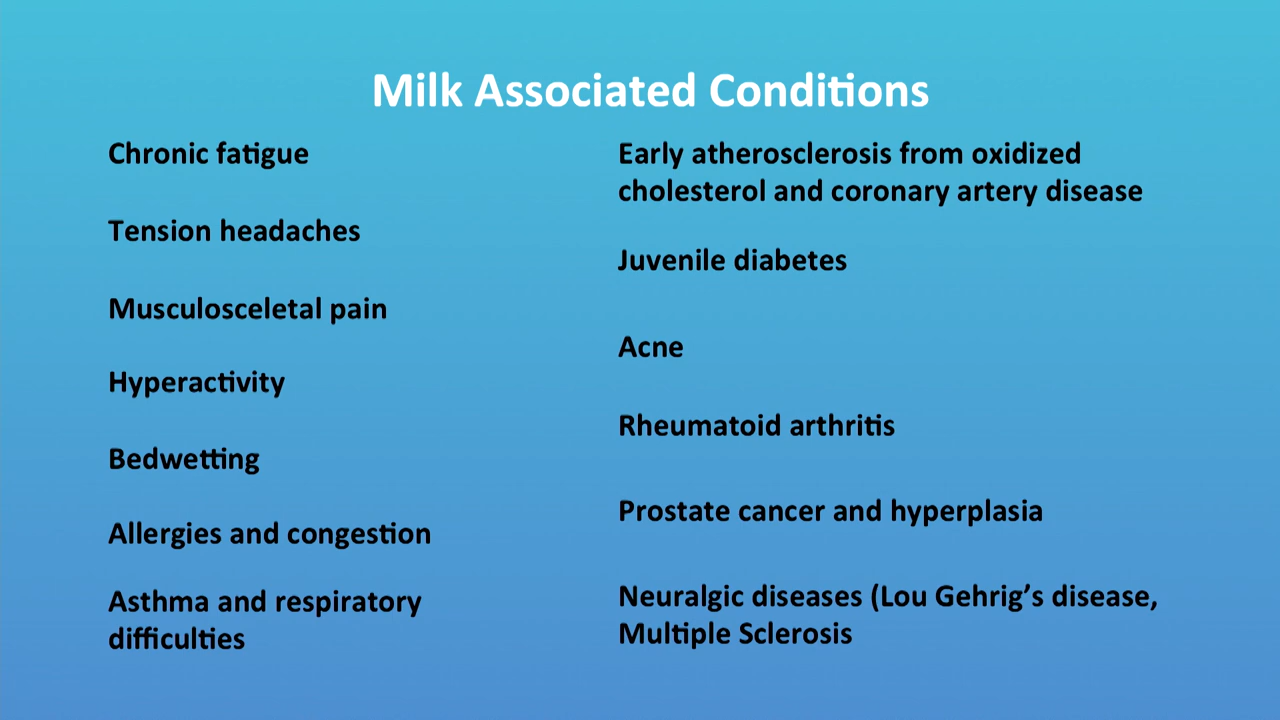 Milk Associated Conditions
Chronic fatigue
Tension headaches
Musculosceletal pain
Hyperactivity
Bedwetting
Allergies and congestion
Asthma and respiratory
difficulties
Early atherosclerosis from oxidized
cholesterol and coronary artery disease
Juvenile diabetes
Acne
Rheumatoid arthritis
Prostate cancer and hyperplasia
Neuralgic diseases (Lou Gehrig’s disease,
Multiple Sclerosis